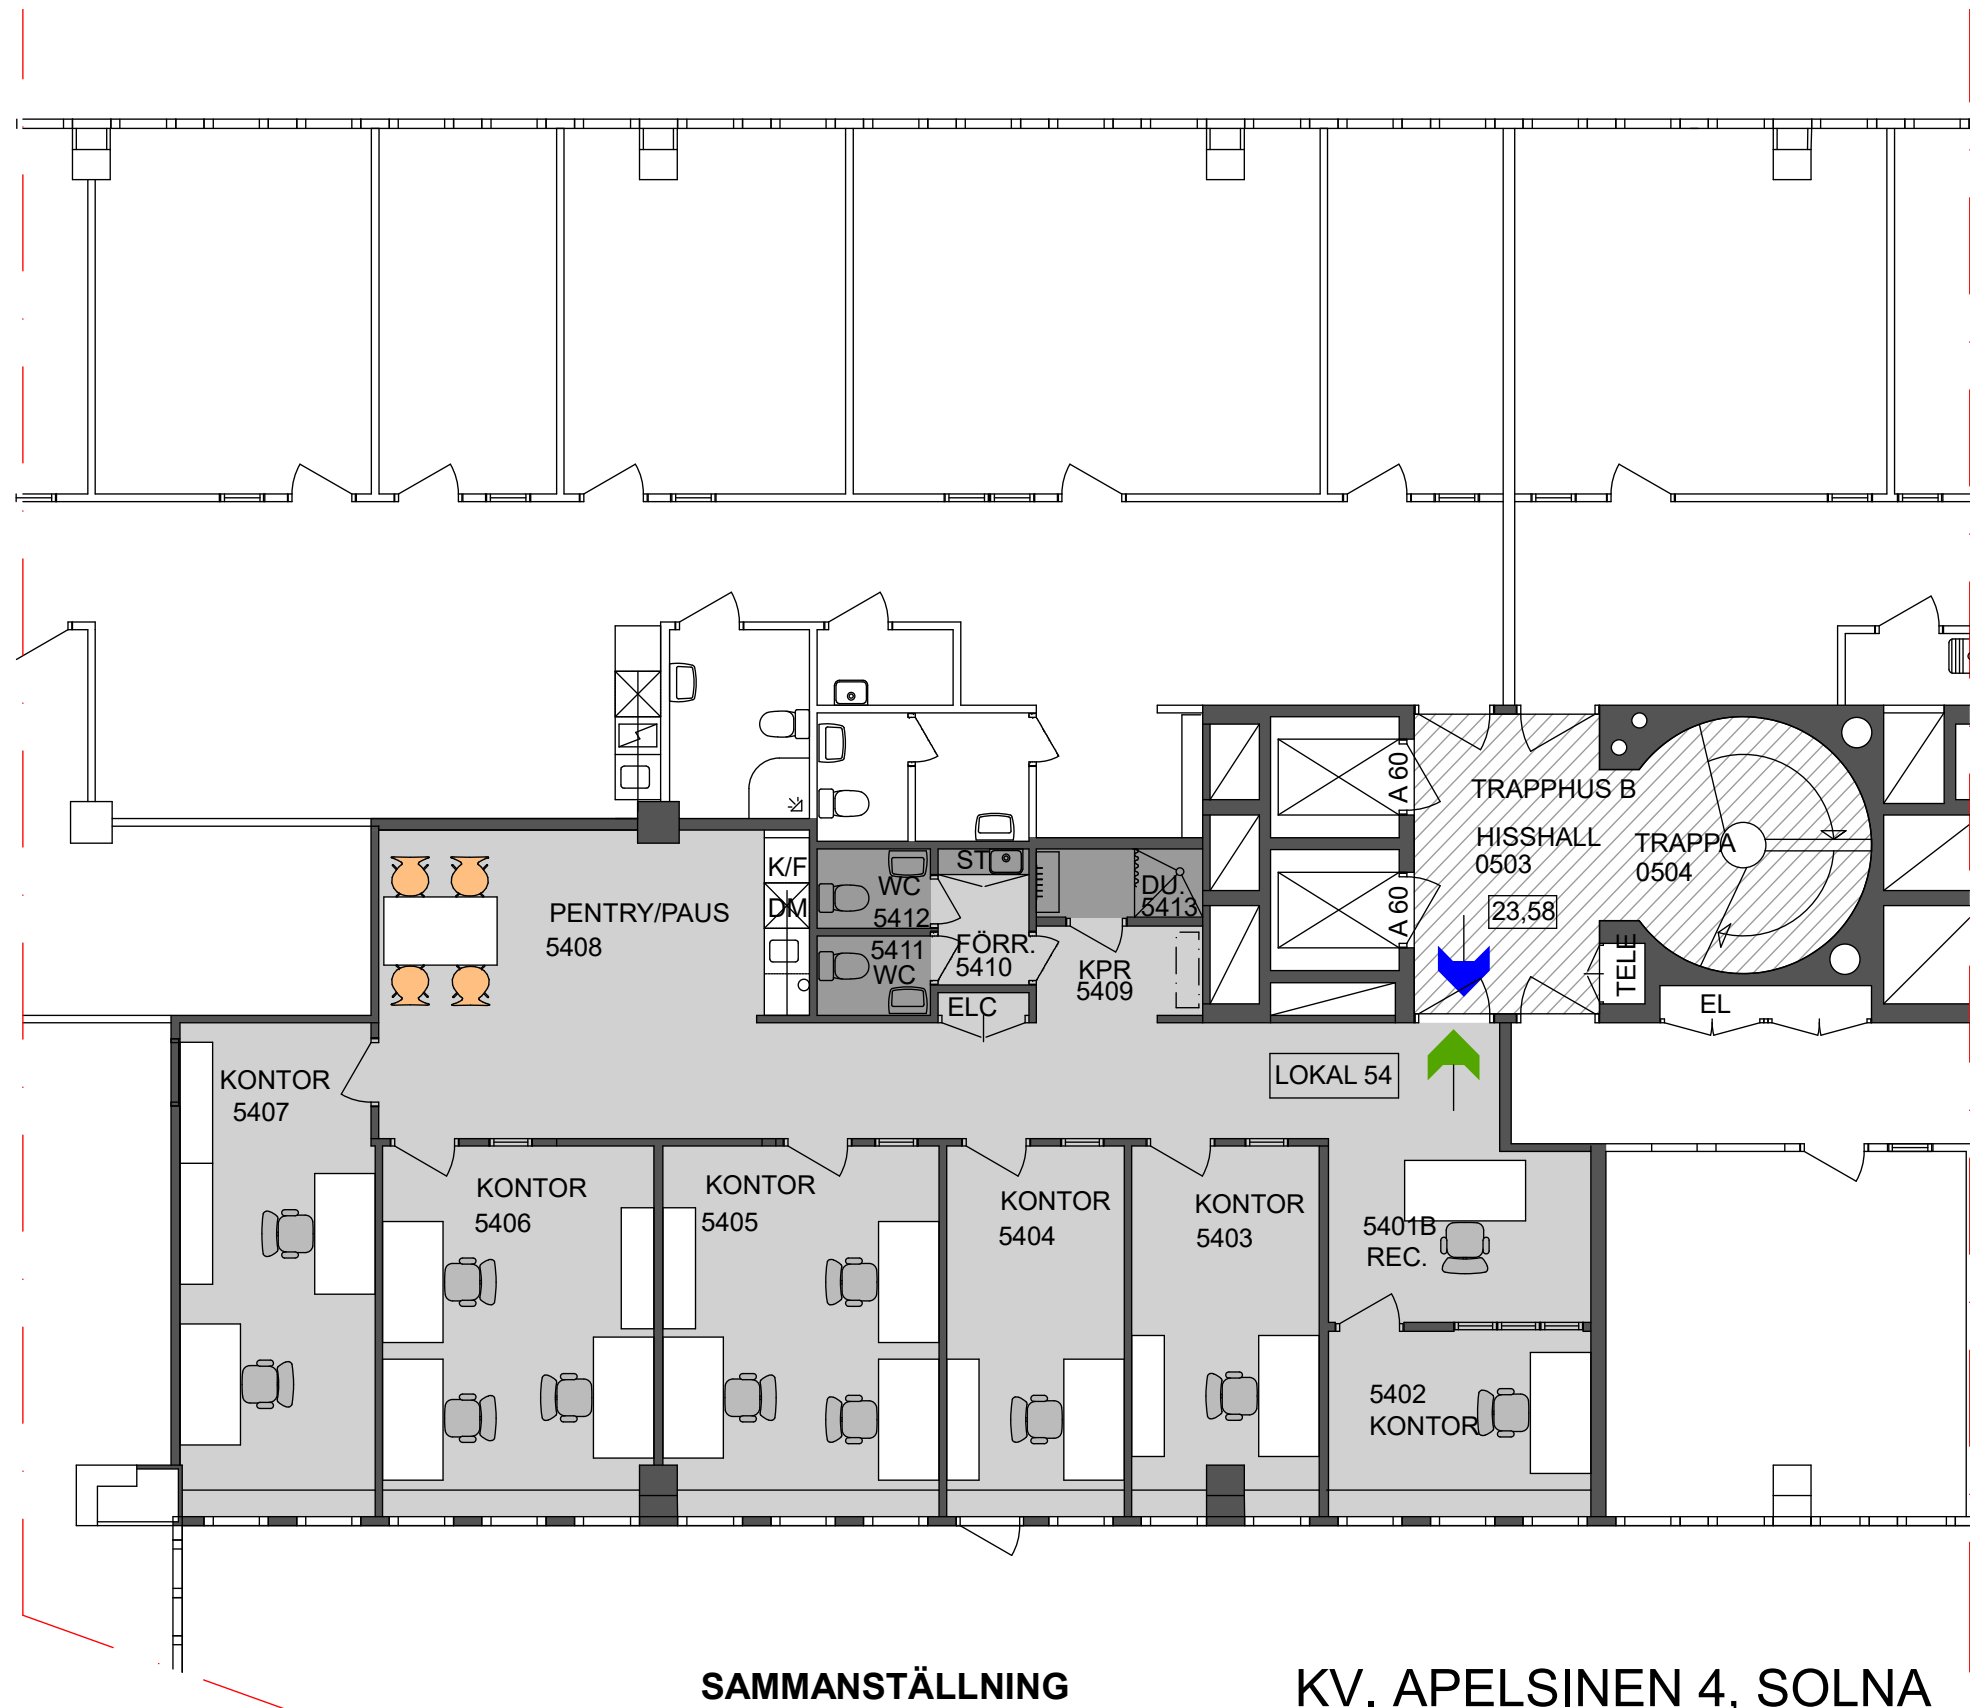 A 60
TRAPPHUS B
HISSHALL
0503
TRAPPA
0504
23,58
A 60
TELE
EL
K/F
DM
PENTRY/PAUS
5408
WC
5412
5411
WC
ST
FÖRR.
5410
ELC
DU.
5413
KPR
5409
LOKAL 54
KONTOR
5407
KONTOR
5406
KONTOR
5405
KONTOR
5404
KONTOR
5403
5401B
REC.
5402
KONTOR
SAMMANSTÄLLNING
KV. APELSINEN 4, SOLNA